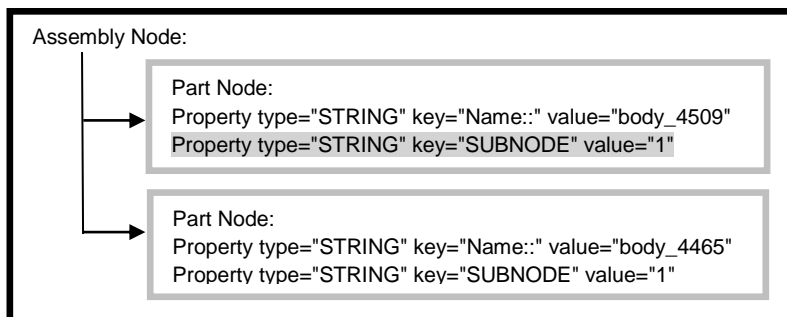 Assembly Node:
Part Node:
Property type="STRING" key="Name::" value="body_4509"
Property type="STRING" key="SUBNODE" value="1"
Part Node:
Property type="STRING" key="Name::" value="body_4465"
Property type="STRING" key="SUBNODE" value="1"